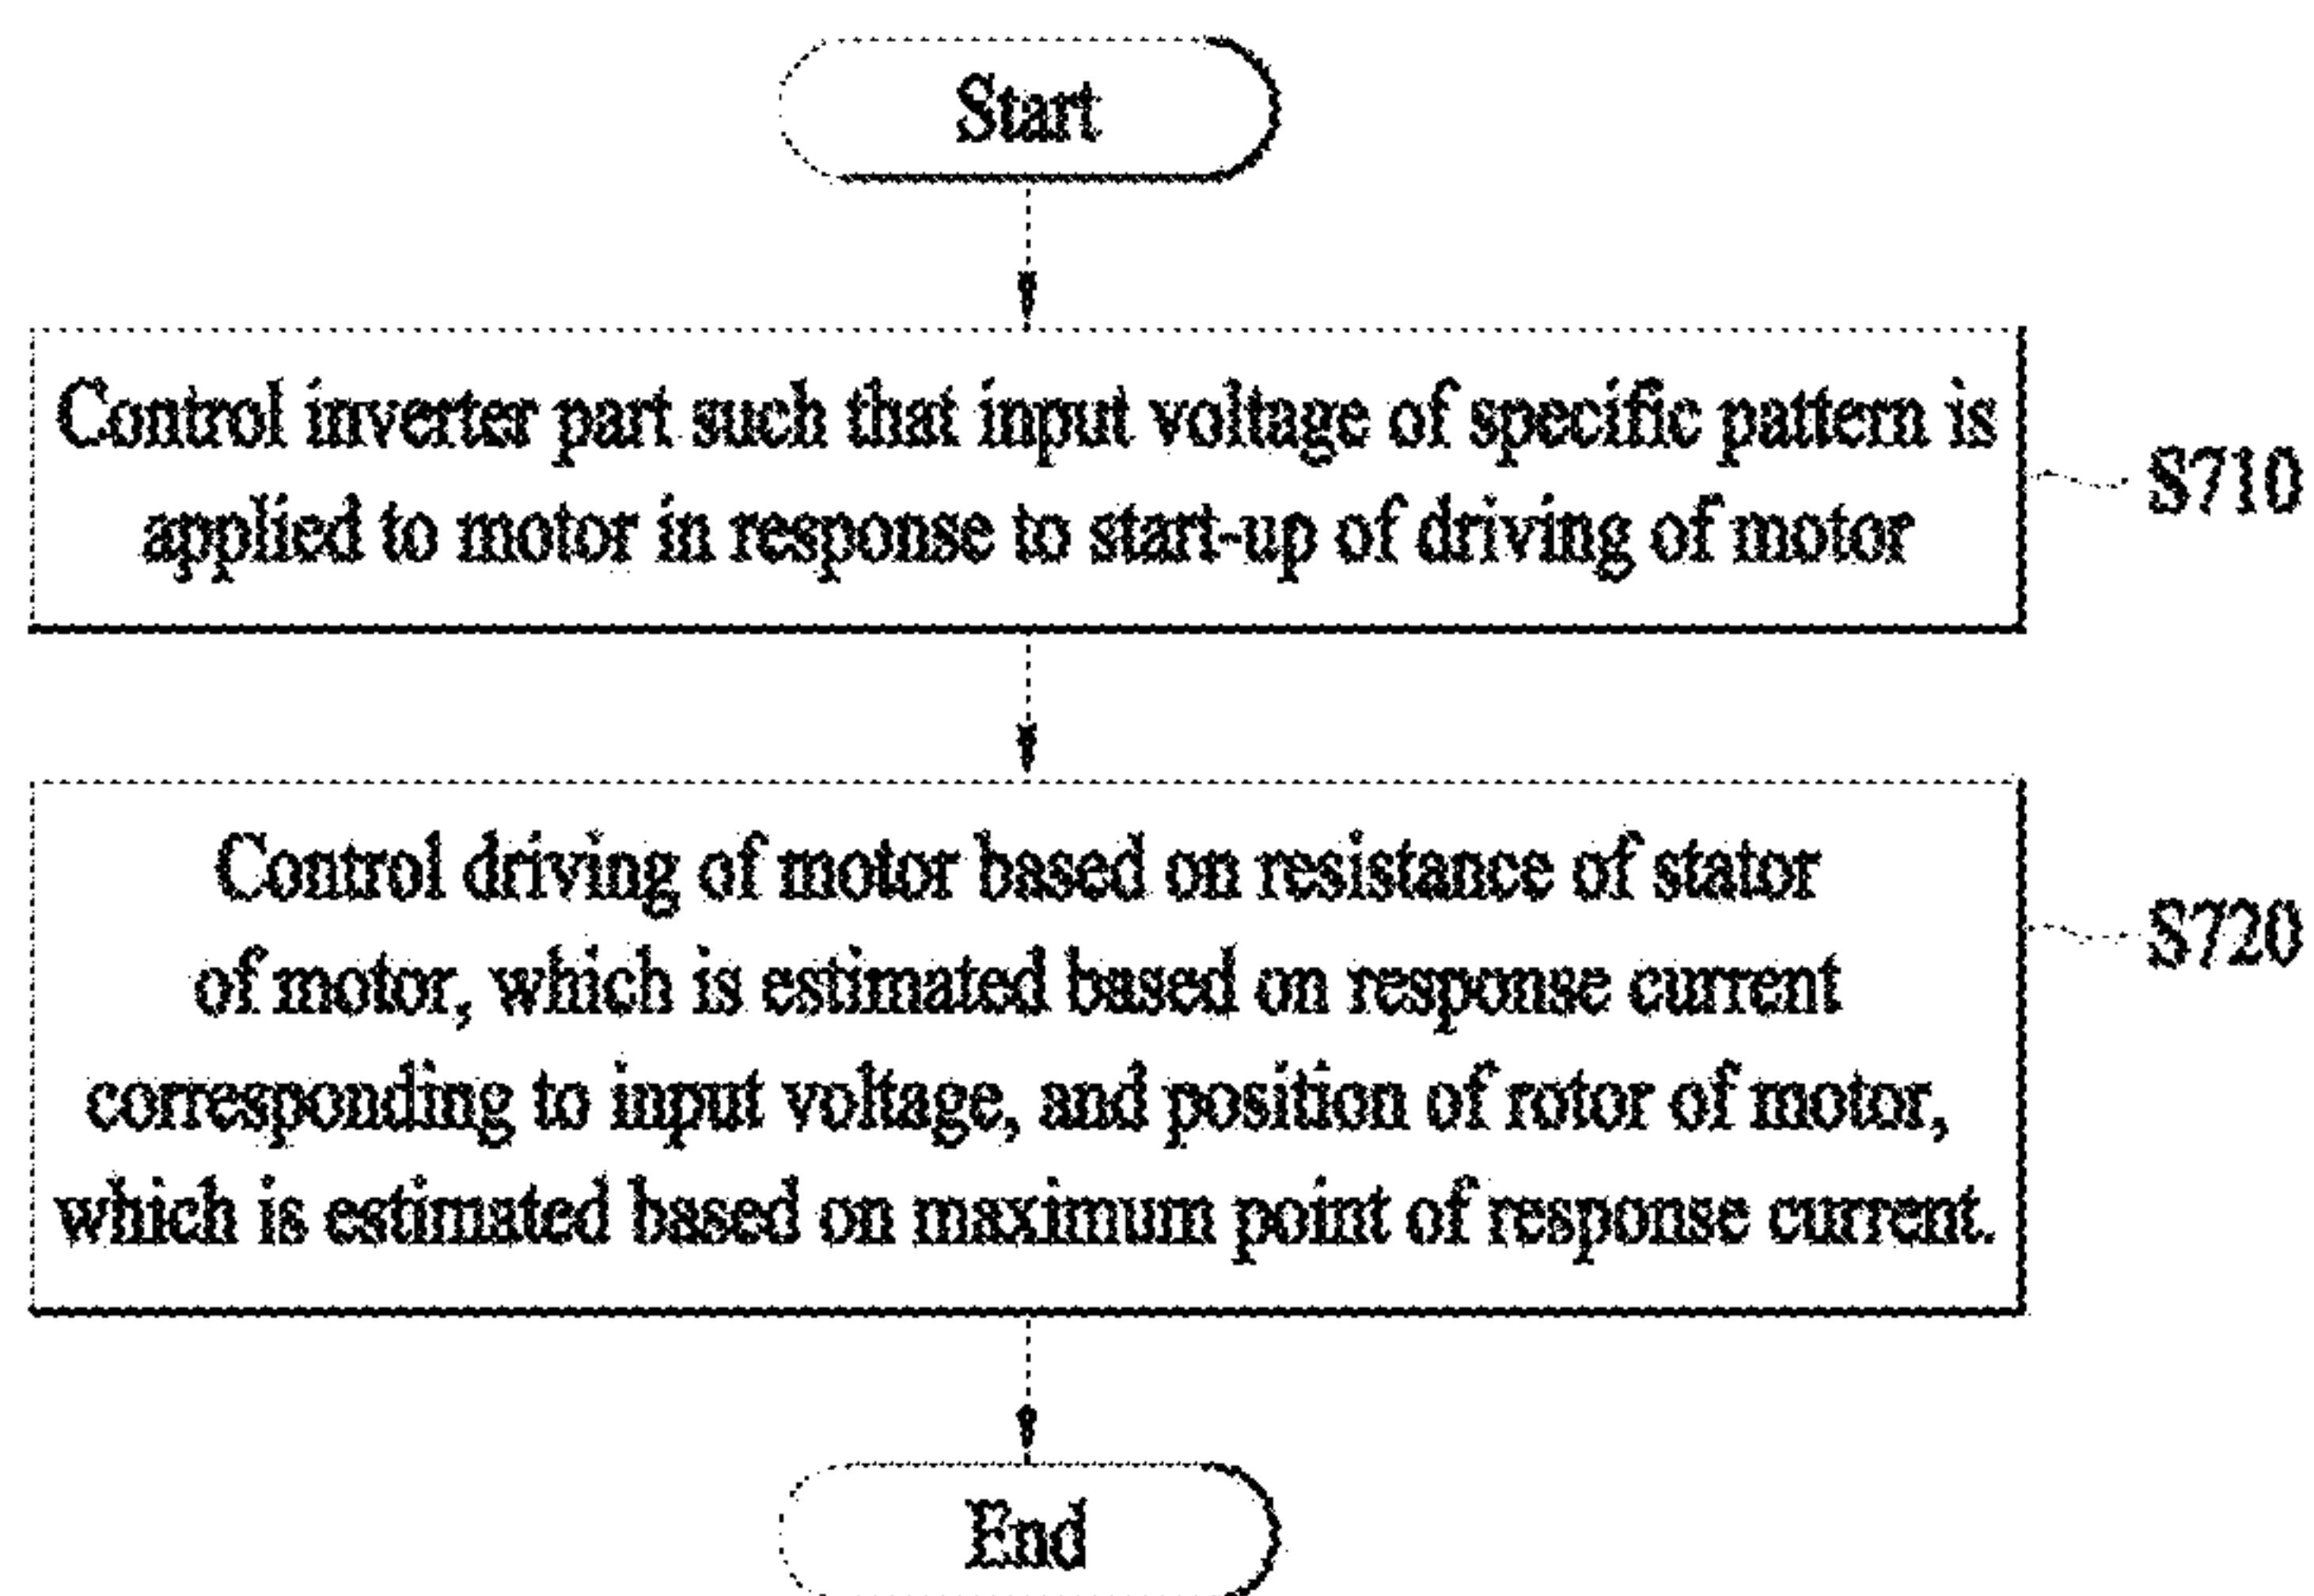 Start
Control inverter part such that input voltage of specific pattern is
applied to motor in response to start-up of driving of motor
S710
Control driving of motor based on resistance of stator
of motor, which is estimated based on response current
corresponding to input voltage, and position of rotor of motor,
which is estimated based on maximum point of response current.
S720
End